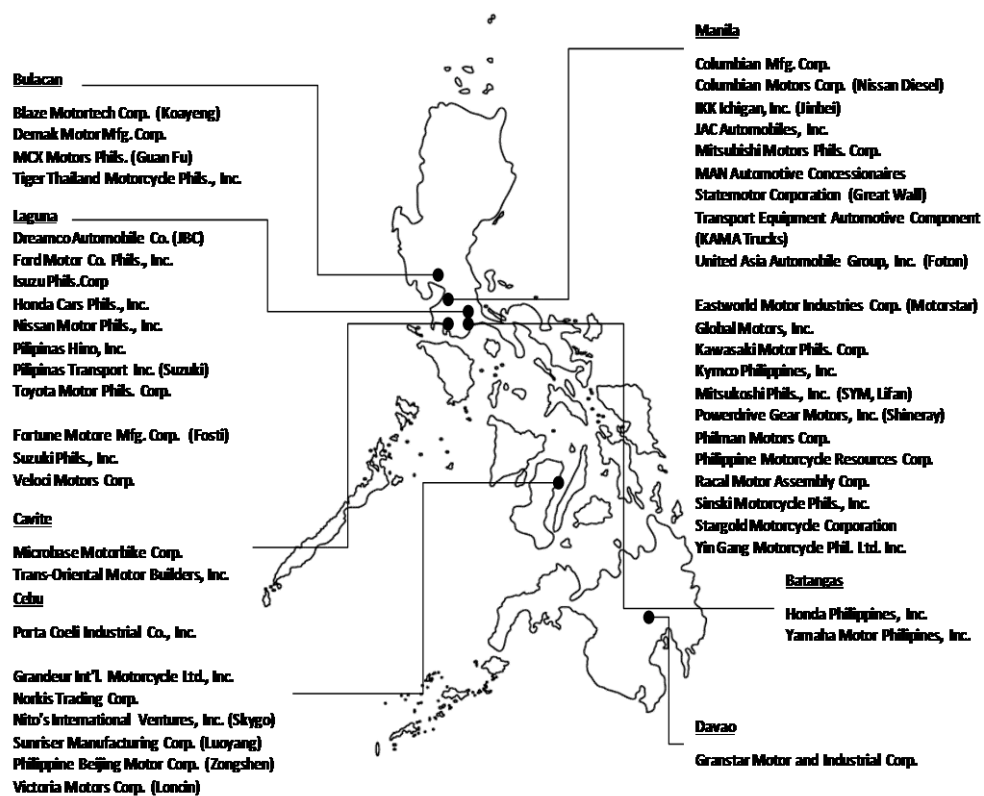 Bulacan
Blaze Motortech Corp. (Koayeng)
Demak Motor Mfg. Corp.
MCX Motors Phils. (Guan Fu)
Tiger Thailand Motorcycle Phils., Inc.
Laguna
Dreamco Automobile Co. (JBC)
Ford Motor Co. Phils., Inc.
Isuzu Phils.Corp
Honda Cars Phils., Inc.
Nissan Motor Phils., Inc.
Pilipinas Hino, Inc.
Pilipinas Transport Inc. (Suzuki)
Toyota Motor Phils. Corp.
Fortune Motore Mfg. Corp. (Fosti)
Suzuki Phils., Inc.
Veloci Motors Corp.
Cavite
Microbase Motorbike Corp.
Trans-Oriental Motor Builders, Inc.
Cebu
Porta Coeli Industrial Co., Inc.
Grandeur Int'l. Motorcycle Ltd., Inc.
Norkis Trading Corp.
Nito's International Ventures, Inc. (Skygo)
Sunriser Manufacturing Corp. (Luoyang)
Philippine Beijing Motor Corp. (Zongshen)
Victoria Motors Corp. (Loncin)
Manila
Columbian Mfg. Corp.
Columbian Motors Corp. (Nissan Diesel)
IKK Ichigan, Inc. (Jinbei)
JAC Automobiles, Inc.
Mitsubishi Motors Phils. Corp.
MAN Automotive Concessionaires
Statemotor Corporation (Great Wall)
Transport Equipment Automotive Component
(KAMA Trucks)
United Asia Automobile Group, Inc. (Foton)
Eastworld Motor Industries Corp. (Motorstar)
Global Motors, Inc.
Kawasaki Motor Phils. Corp.
Kymco Philippines, Inc.
Mitsukoshi Phils., Inc. (SYM, Lifan)
Powerdrive Gear Motors, Inc. (Shineray)
Philman Motors Corp.
Philippine Motorcycle Resources Corp.
Racal Motor Assembly Corp.
Sinski Motorcycle Phils., Inc.
Stargold Motorcycle Corporation
Yin Gang Motorcycle Phil. Ltd. Inc.
Batangas
Honda Philippines, Inc.
Yamaha Motor Philipines, Inc.
Davao
Granstar Motor and Industrial Corp.